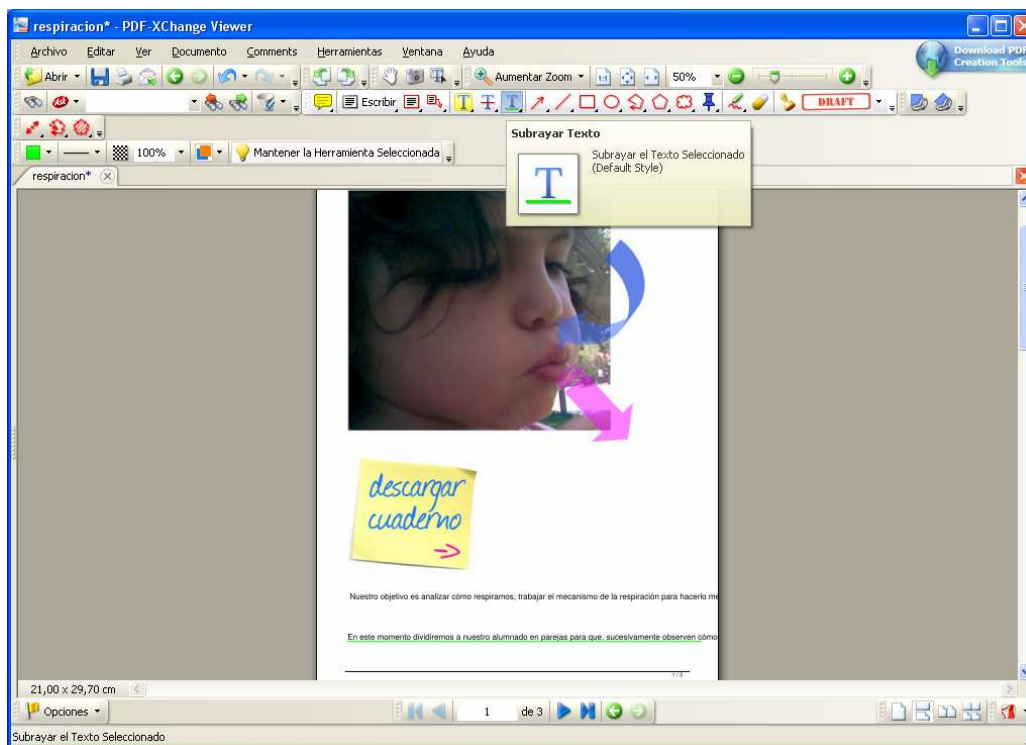 respiracion* - PDF-XChange Viewer
Archivo Editar Ver Documento Comments Herramientas Ventana Ayuda
Download PDF
Creation Tools
Abrir Aumentar Zoom 50%
Escribir DRAFT
100% Mantener la Herramienta Seleccionada
Subrayar Texto
Subrayar el Texto Seleccionado
(Default Style)
T
respiracion*
descargar
cuaderno
Nuestro objetivo es analizar cómo respiramos, trabajar el mecanismo de la respiración para hacerlo me
En este momento dividiremos a nuestro alumnado en parejas para que, sucesivamente observen cómo
1 / 3
21,00 x 29,70 cm
Opciones 1 de 3
Subrayar el Texto Seleccionado